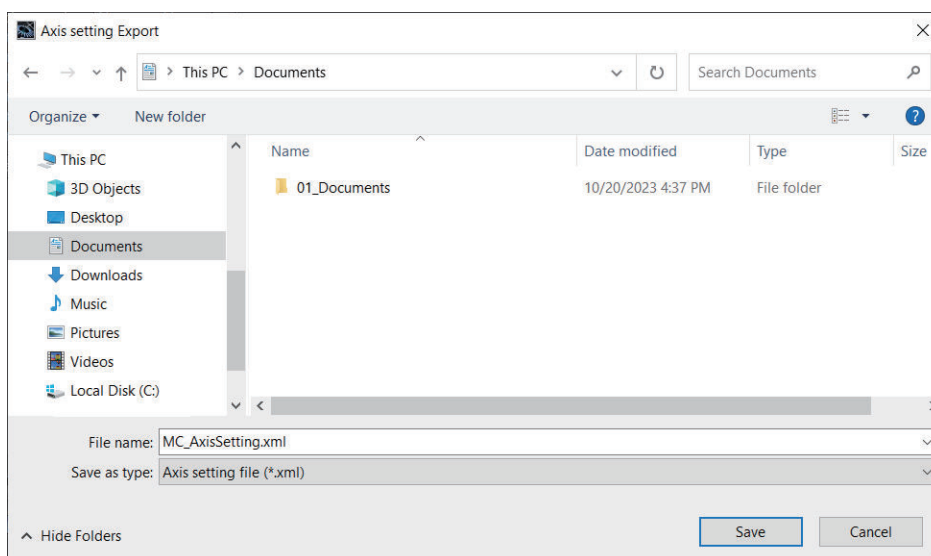 Axis setting Export
This PC > Documents
Search Documents
Organize
New folder
?
This PC
3D Objects
Desktop
Documents
Downloads
Music
Pictures
Videos
Local Disk (C:)
Name Date modified Type Size
01_Documents 10/20/2023 4:37 PM File folder
File name: MC_AxisSetting.xml
Save as type: Axis setting file (*.xml)
Hide Folders
Save
Cancel